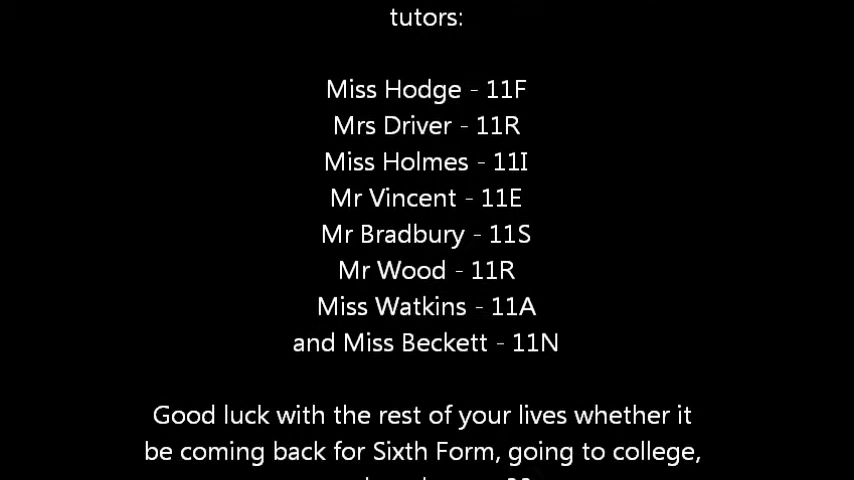 tutors:
Miss Hodge - 11F
Mrs Driver - 11R
Miss Holmes - 11I
Mr Vincent - 11E
Mr Bradbury - 11S
Mr Wood - 11R
Miss Watkins - 11A
and Miss Beckett - 11N
Good luck with the rest of your lives whether it
be coming back for Sixth Form, going to college,